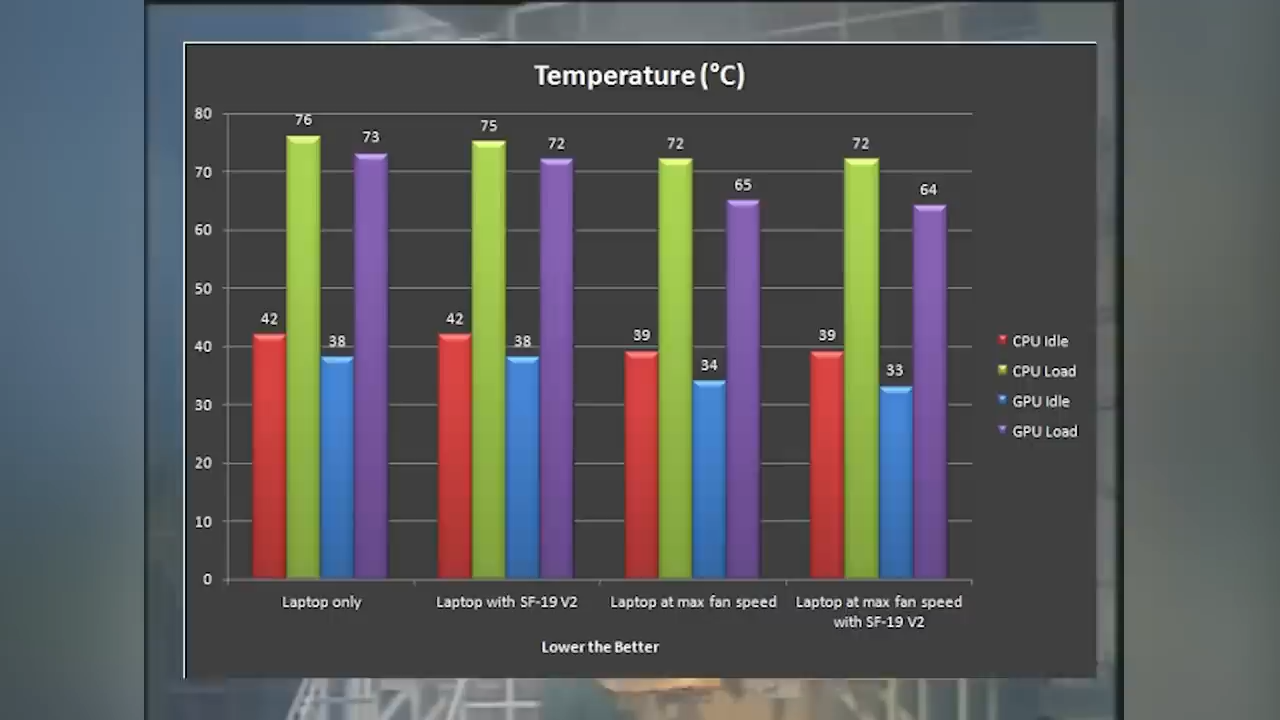 Temperature (°C)
80
70
60
50
40
30
20
10
0
42
76
38
73
42
75
38
72
39
72
34
65
39
72
33
64
CPU Idle
CPU Load
GPU Idle
GPU Load
Laptop only
Laptop with SF-19 V2
Laptop at max fan speed
Laptop at max fan speed
with SF-19 V2
Lower the Better